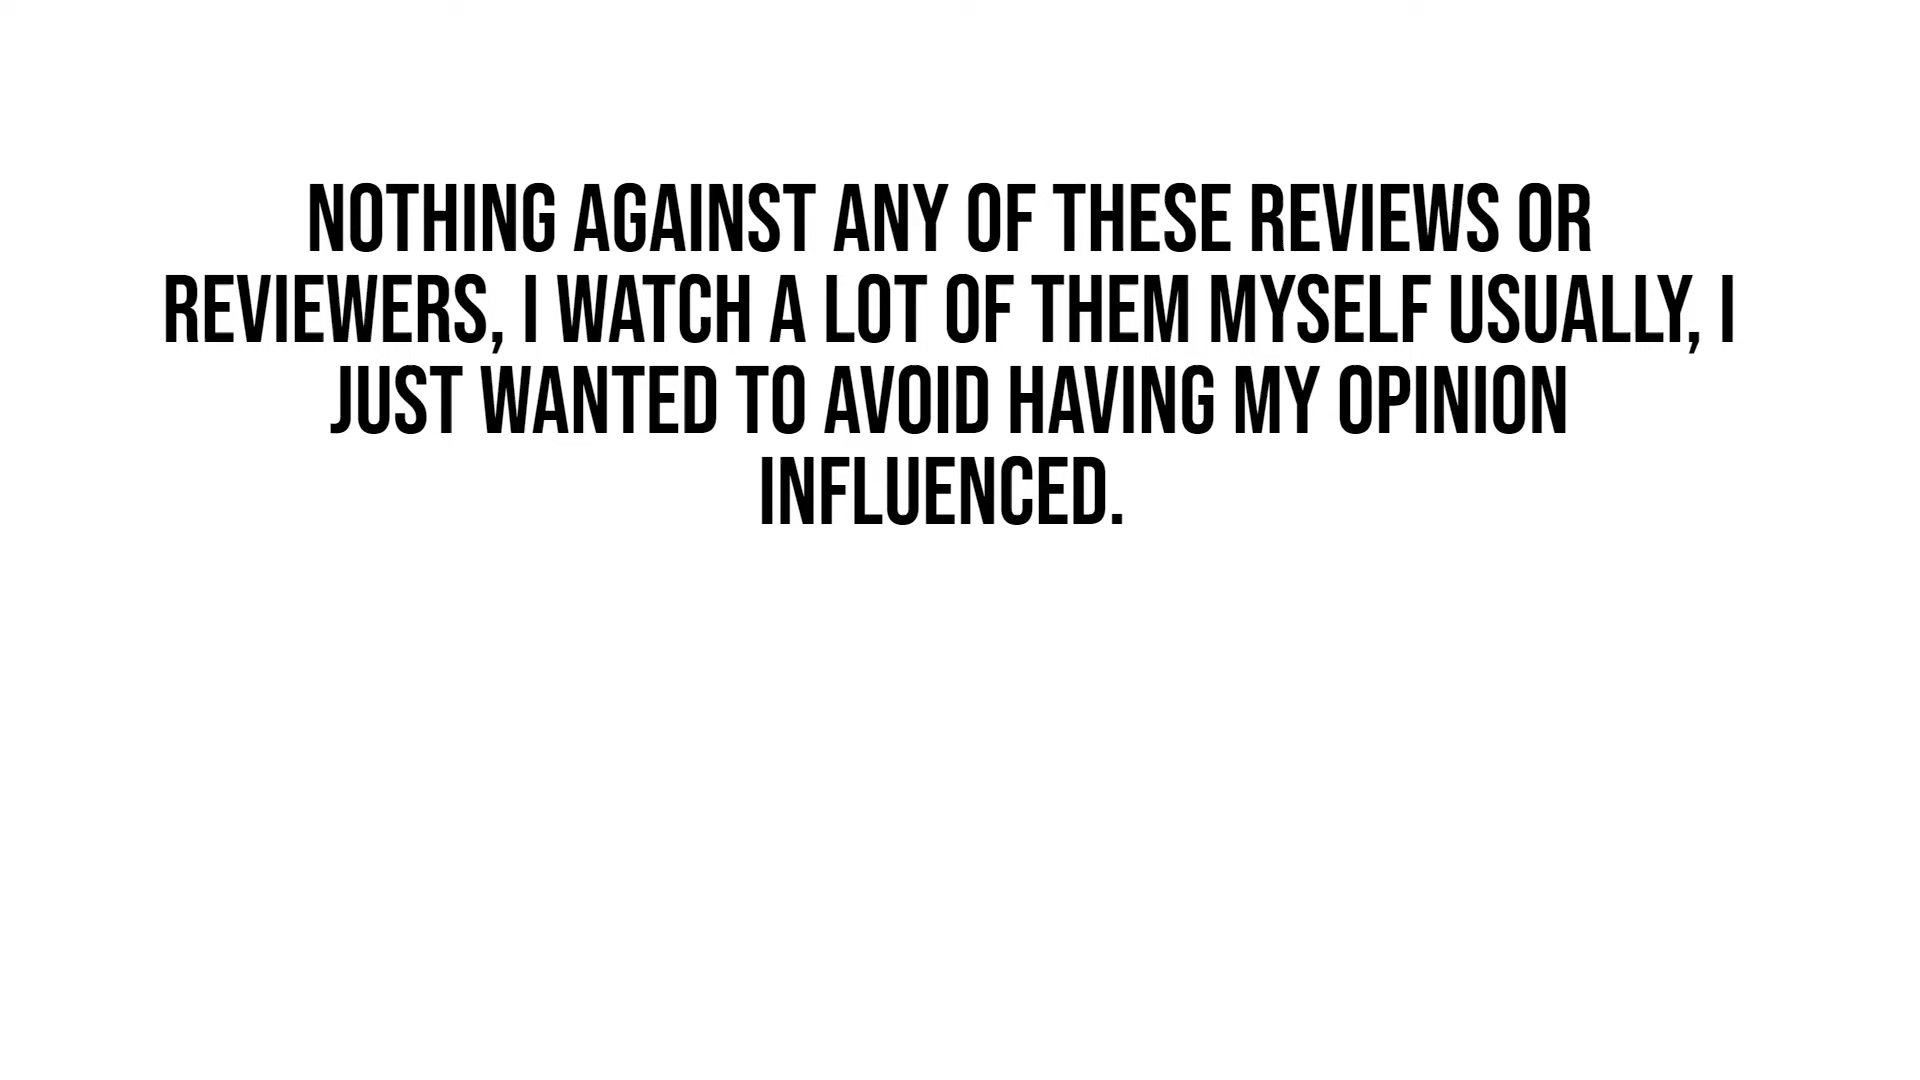 NOTHING AGAINST ANY OF THESE REVIEWS OR
REVIEWERS, I WATCH A LOT OF THEM MYSELF USUALLY, I
JUST WANTED TO AVOID HAVING MY OPINION
INFLUENCED.